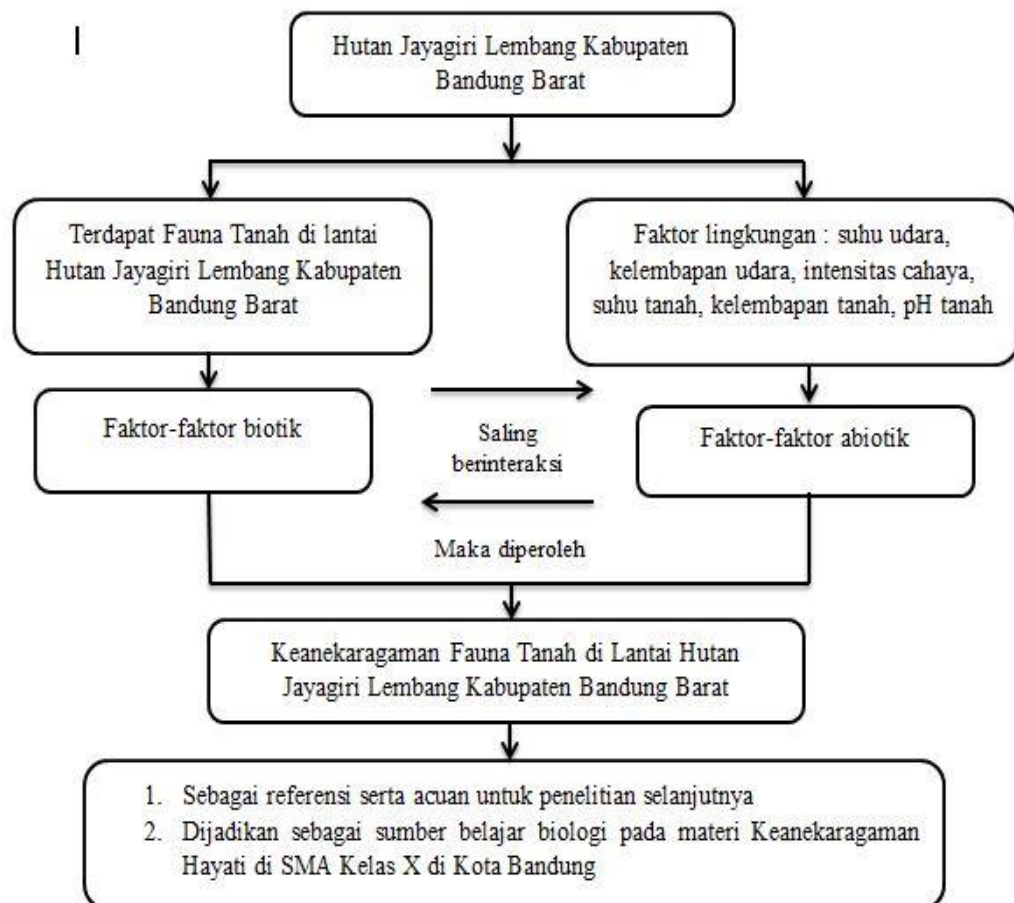 Hutan Jayagiri Lembang Kabupaten
Bandung Barat
Terdapat Fauna Tanah di lantai
Hutan Jayagiri Lembang Kabupaten
Bandung Barat
Faktor lingkungan : suhu udara,
kelembapan udara, intensitas cahaya,
suhu tanah, kelembapan tanah, pH tanah
Faktor-faktor biotik
Saling
berinteraksi
Faktor-faktor abiotik
Maka diperoleh
Keanekaragaman Fauna Tanah di Lantai Hutan
Jayagiri Lembang Kabupaten Bandung Barat
1. Sebagai referensi serta acuan untuk penelitian selanjutnya
2. Dijadikan sebagai sumber belajar biologi pada materi Keanekaragaman
Hayati di SMA Kelas X di Kota Bandung